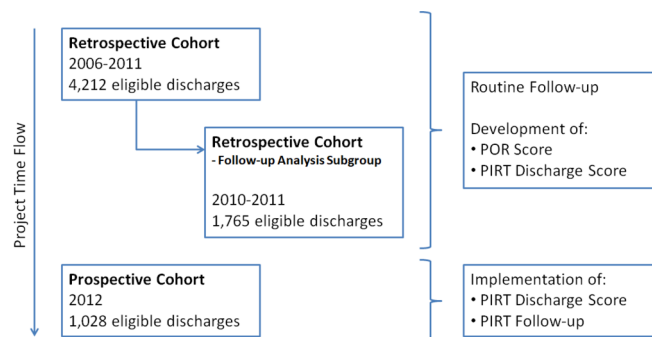 Project Time Flow
Retrospective Cohort
2006-2011
4,212 eligible discharges
Retrospective Cohort
- Follow-up Analysis Subgroup
2010-2011
1,765 eligible discharges
Routine Follow-up
Development of:
• POR Score
• PIRT Discharge Score
Prospective Cohort
2012
1,028 eligible discharges
Implementation of:
• PIRT Discharge Score
• PIRT Follow-up